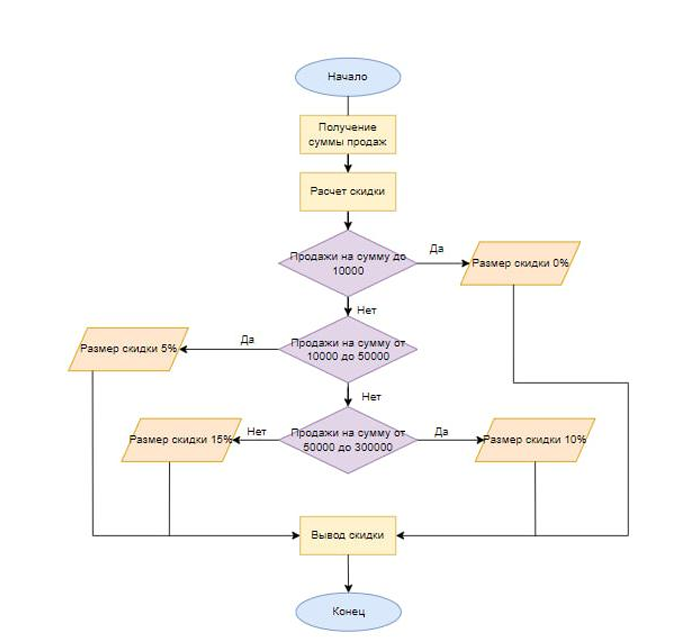 Начало
Получение
суммы продаж
Расчет скидки
Продажи на сумму до
10000
Да
Размер скидки 0%
Нет
Продажи на сумму от
10000 до 50000
Да
Размер скидки 5%
Нет
Продажи на сумму от
50000 до 300000
Нет
Размер скидки 15%
Да
Размер скидки 10%
Вывод скидки
Конец